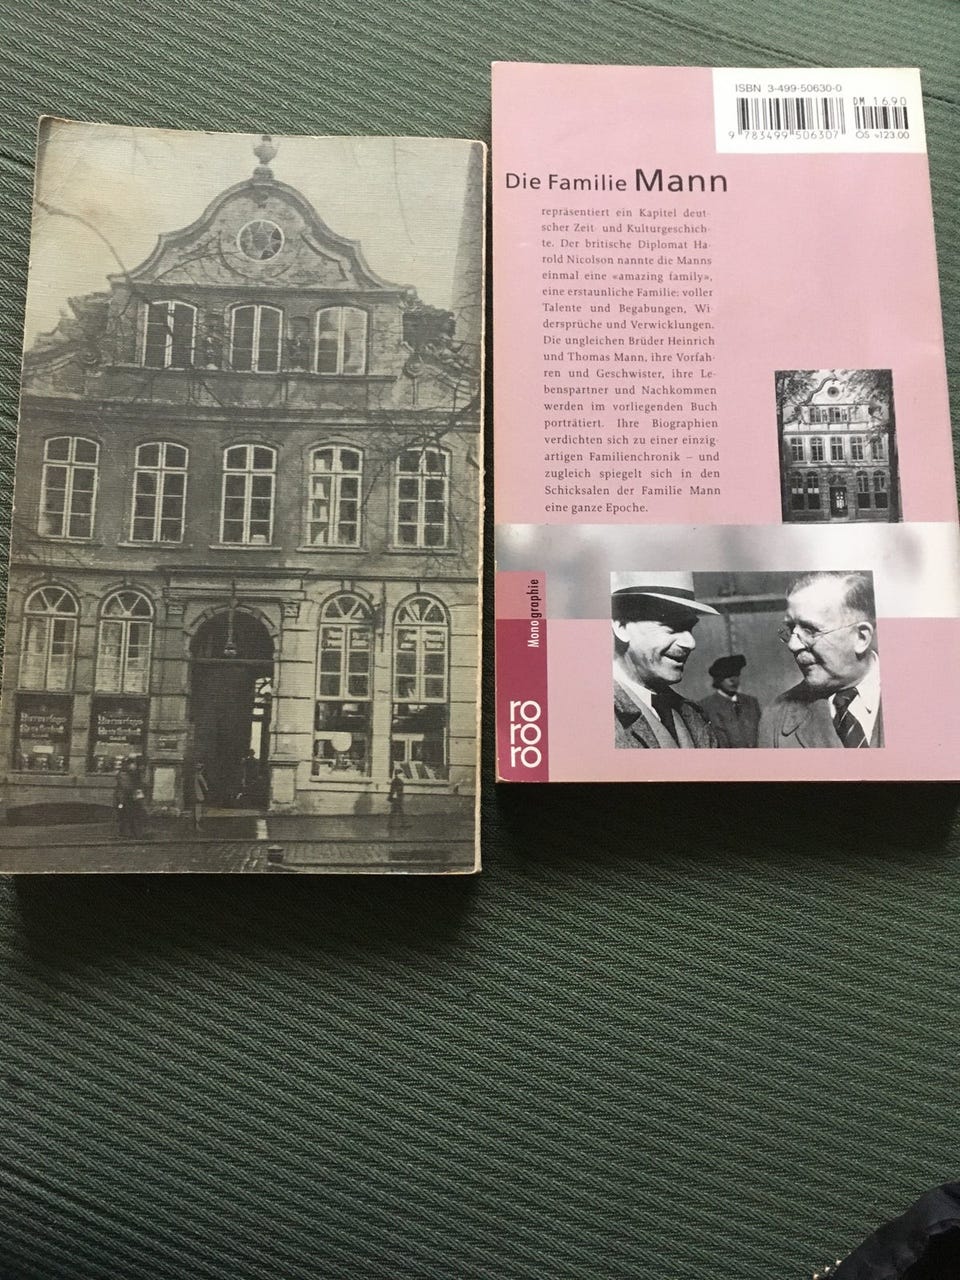 ISBN 3-499-50630-0
DM 16.90
9 783499 506307
ÖS 123.00
Die Familie Mann
repräsentiert ein Kapitel deut-
scher Zeit- und Kulturgeschich-
te. Der britische Diplomat Ha-
rold Nicolson nannte die Manns
einmal eine «amazing family»,
eine erstaunliche Familie: voller
Talente und Begabungen, Wi-
dersprüche und Verwicklungen.
Die ungleichen Brüder Heinrich
und Thomas Mann, ihre Vorfah-
ren und Geschwister, ihre Le-
benspartner und Nachkommen
werden im vorliegenden Buch
porträtiert. Ihre Biographien
verdichten sich zu einer einzig-
artigen Familienchronik – und
zugleich spiegelt sich in den
Schicksalen der Familie Mann
eine ganze Epoche.
Monographie
ro
ro
ro